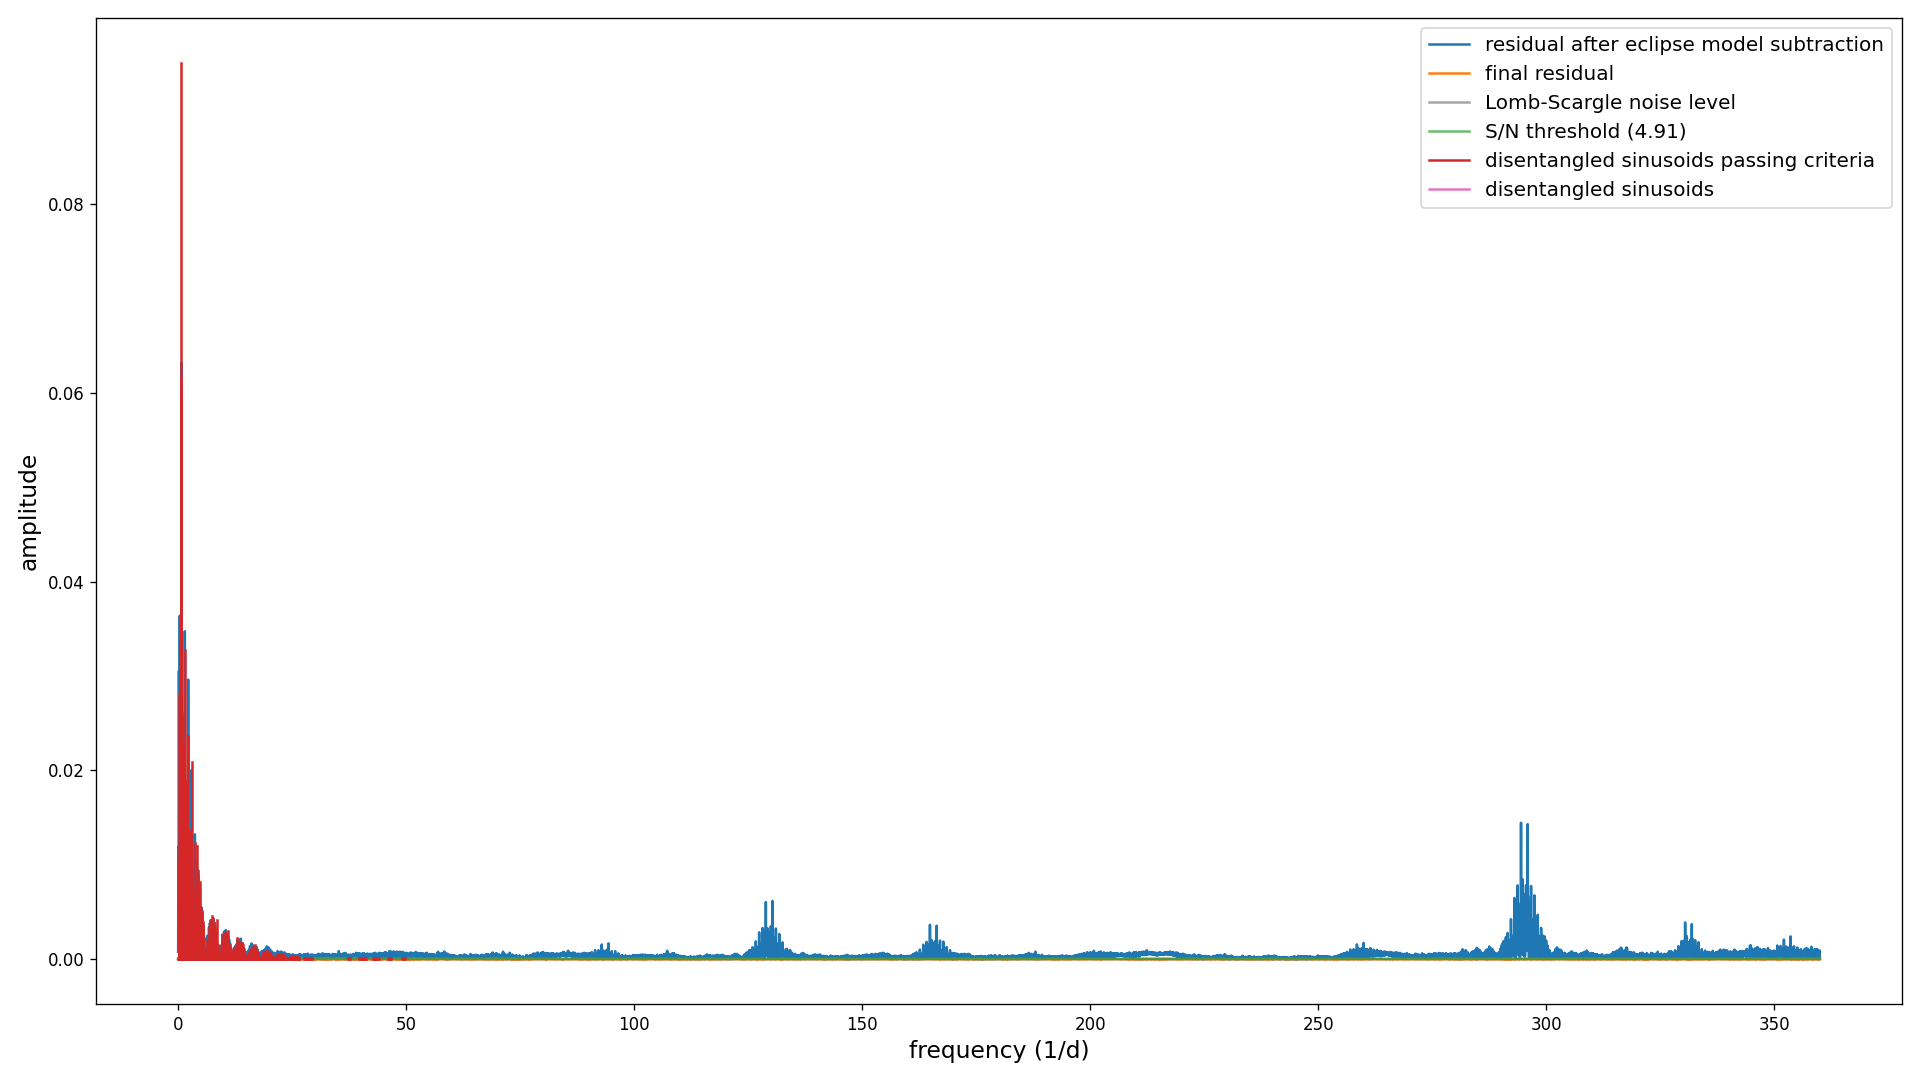 residual after eclipse model subtraction
final residual
Lomb-Scargle noise level
S/N threshold (4.91)
disentangled sinusoids passing criteria
disentangled sinusoids
0.08
0.06
0.04
0.02
0.00
amplitude
0 50 100 150 200 250 300 350
frequency (1/d)